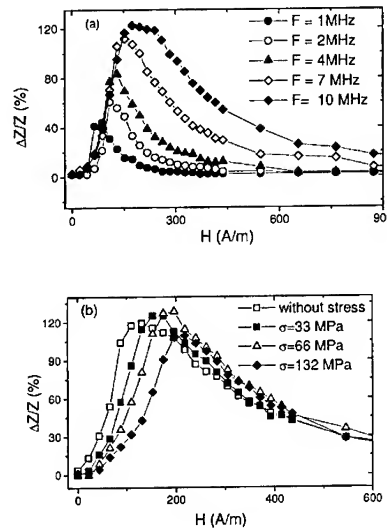 (a)
F = 1MHz
F = 2MHz
F = 4MHz
F = 7 MHz
F= 10 MHz
120
80
40
0
ΔZ/Z (%)
0 300 600 90
H (A/m)
(b)
without stress
σ=33 MPa
σ=66 MPa
σ=132 MPa
120
90
60
30
0
ΔZ/Z (%)
0 200 400 600
H (A/m)